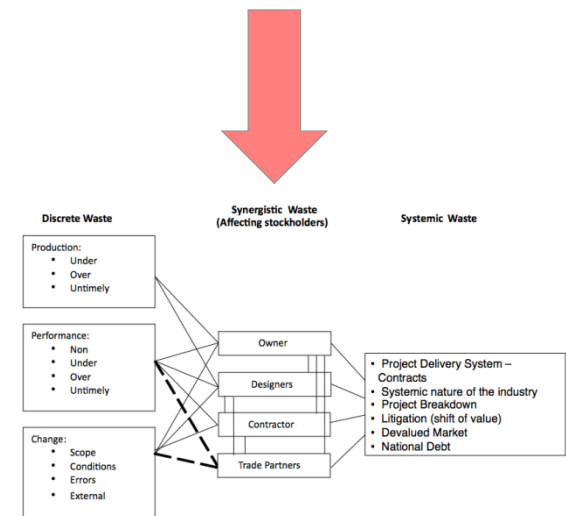 Discrete Waste
Synergistic Waste
(Affecting stockholders)
Systemic Waste
Production:
• Under
• Over
• Untimely
Performance:
• Non
• Under
• Over
• Untimely
Change:
• Scope
• Conditions
• Errors
• External
Owner
Designers
Contractor
Trade Partners
• Project Delivery System –
Contracts
• Systemic nature of the industry
• Project Breakdown
• Litigation (shift of value)
• Devalued Market
• National Debt